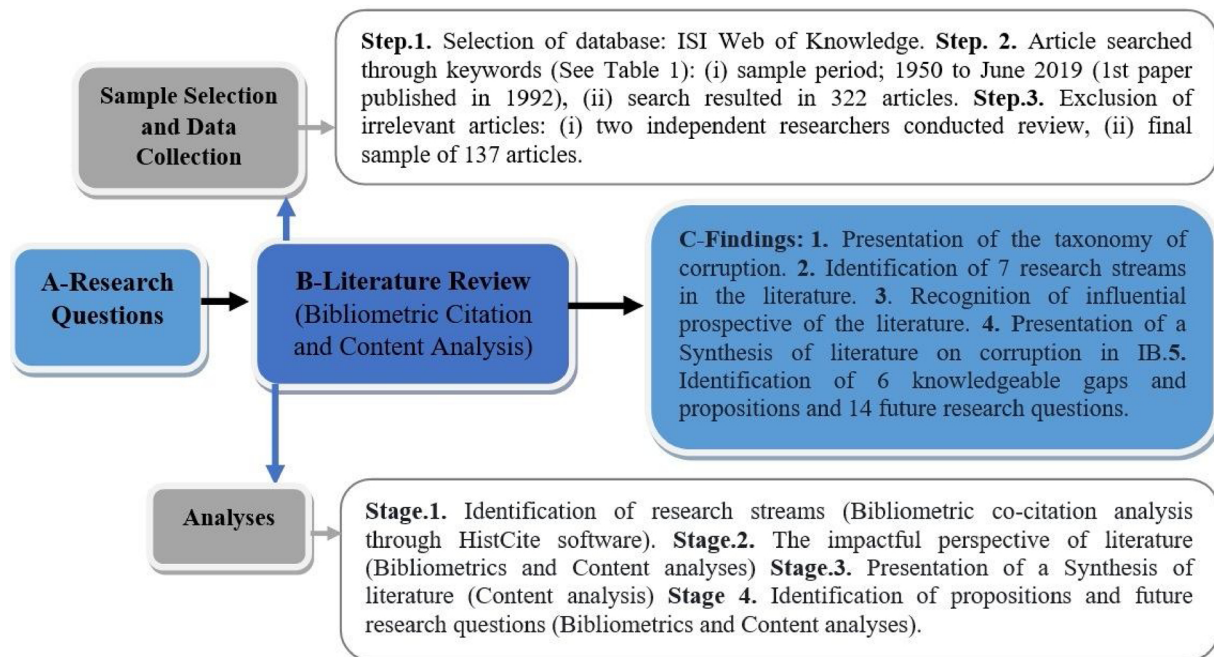 Sample Selection
and Data
Collection
Step.1. Selection of database: ISI Web of Knowledge. Step. 2. Article searched
through keywords (See Table 1): (i) sample period; 1950 to June 2019 (1st paper
published in 1992), (ii) search resulted in 322 articles. Step.3. Exclusion of
irrelevant articles: (i) two independent researchers conducted review, (ii) final
sample of 137 articles.
A-Research
Questions
B-Literature Review
(Bibliometric Citation
and Content Analysis)
C-Findings: 1. Presentation of the taxonomy of
corruption. 2. Identification of 7 research streams
in the literature. 3. Recognition of influential
prospective of the literature. 4. Presentation of a
Synthesis of literature on corruption in IB.5.
Identification of 6 knowledgeable gaps and
propositions and 14 future research questions.
Analyses
Stage.1. Identification of research streams (Bibliometric co-citation analysis
through HistCite software). Stage.2. The impactful perspective of literature
(Bibliometrics and Content analyses) Stage.3. Presentation of a Synthesis of
literature (Content analysis) Stage 4. Identification of propositions and future
research questions (Bibliometrics and Content analyses).